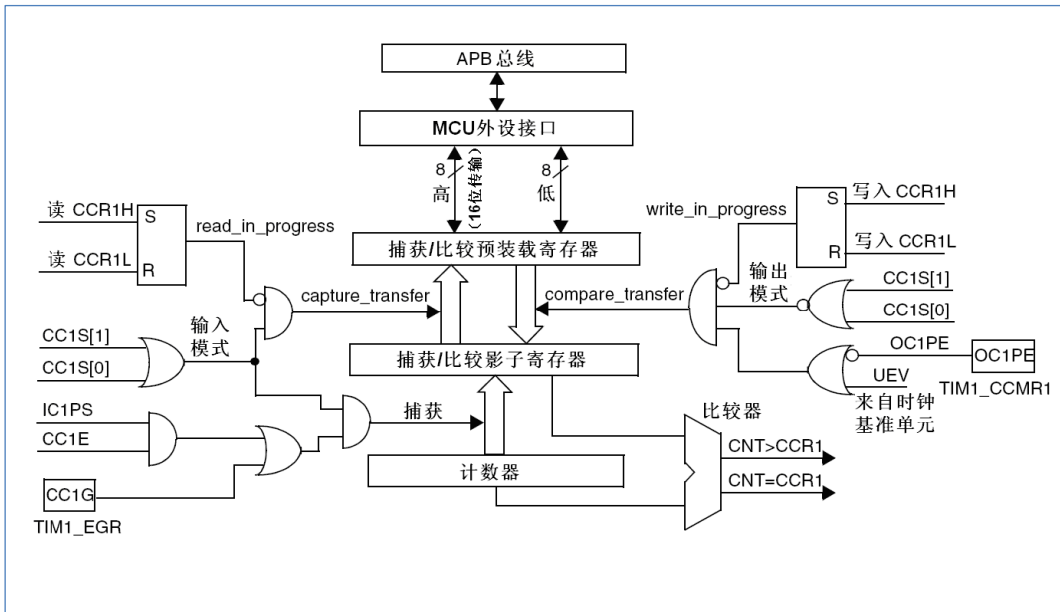 APB 总线
MCU外设接口
8
高
(16位传输)
8
低
读 CCR1H
S
read_in_progress
读 CCR1L
R
write_in_progress
S
写入 CCR1H
R
写入 CCR1L
捕获/比较预装载寄存器
输入
模式
capture_transfer
compare_transfer
输出
模式
CC1S[1]
CC1S[0]
CC1S[1]
CC1S[0]
捕获/比较影子寄存器
OC1PE
OC1PE
UEV
TIM1_CCMR1
来自时钟
基准单元
IC1PS
CC1E
捕获
比较器
CNT>CCR1
计数器
CNT=CCR1
CC1G
TIM1_EGR